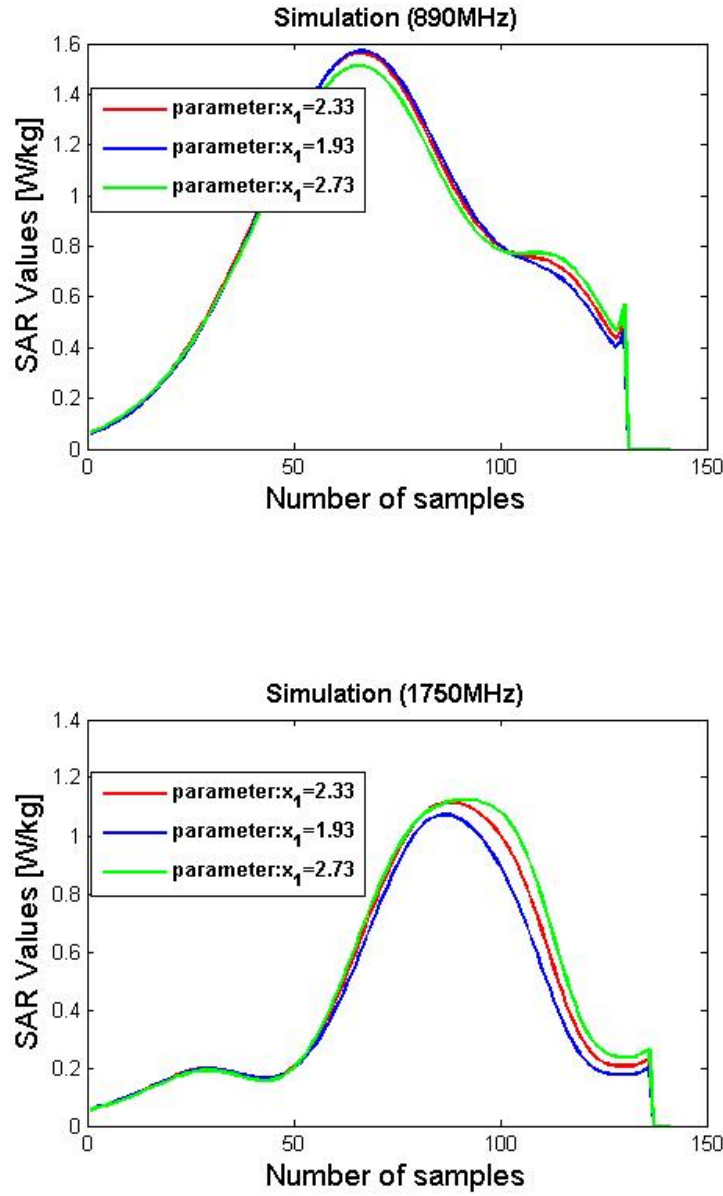 Simulation (890MHz)
1.6
1.4
1.2
1
0.8
0.6
0.4
0.2
0
SAR Values [W/kg]
parameter:x1=2.33
parameter:x1=1.93
parameter:x1=2.73
0 50 100 150
Number of samples
Simulation (1750MHz)
1.4
1.2
1
0.8
0.6
0.4
0.2
0
SAR Values [W/kg]
parameter:x1=2.33
parameter:x1=1.93
parameter:x1=2.73
0 50 100 150
Number of samples